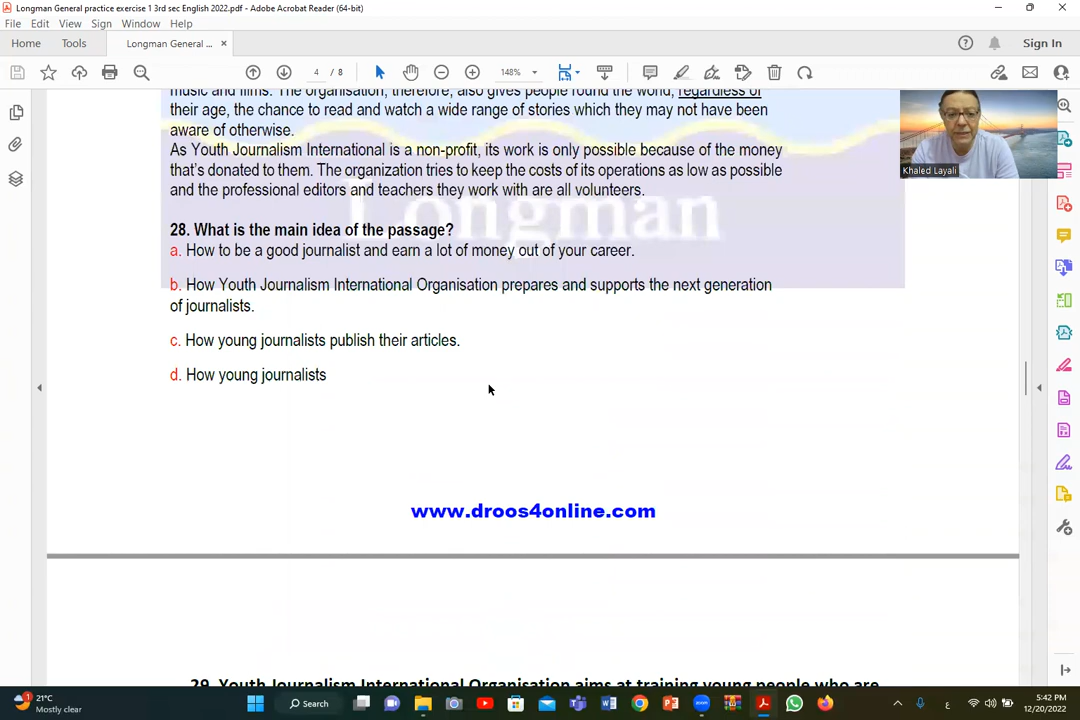 Longman General practice exercise 1 3rd sec English 2022.pdf - Adobe Acrobat Reader (64-bit)
File Edit View Sign Window Help
Home Tools Longman General ... × Sign In
4 / 8 148%
music and films. The organisation, therefore, also gives people round the world, regardless of
their age, the chance to read and watch a wide range of stories which they may not have been
aware of otherwise.
As Youth Journalism International is a non-profit, its work is only possible because of the money
that's donated to them. The organization tries to keep the costs of its operations as low as possible
and the professional editors and teachers they work with are all volunteers.
Khaled Layali
Longman
28. What is the main idea of the passage?
a. How to be a good journalist and earn a lot of money out of your career.
b. How Youth Journalism International Organisation prepares and supports the next generation
of journalists.
c. How young journalists publish their articles.
d. How young journalists
www.droos4online.com
29. Youth Journalism International Organisation aims at training young people who are
1
21°C
Mostly clear
Search
ع
5:42 PM
12/20/2022